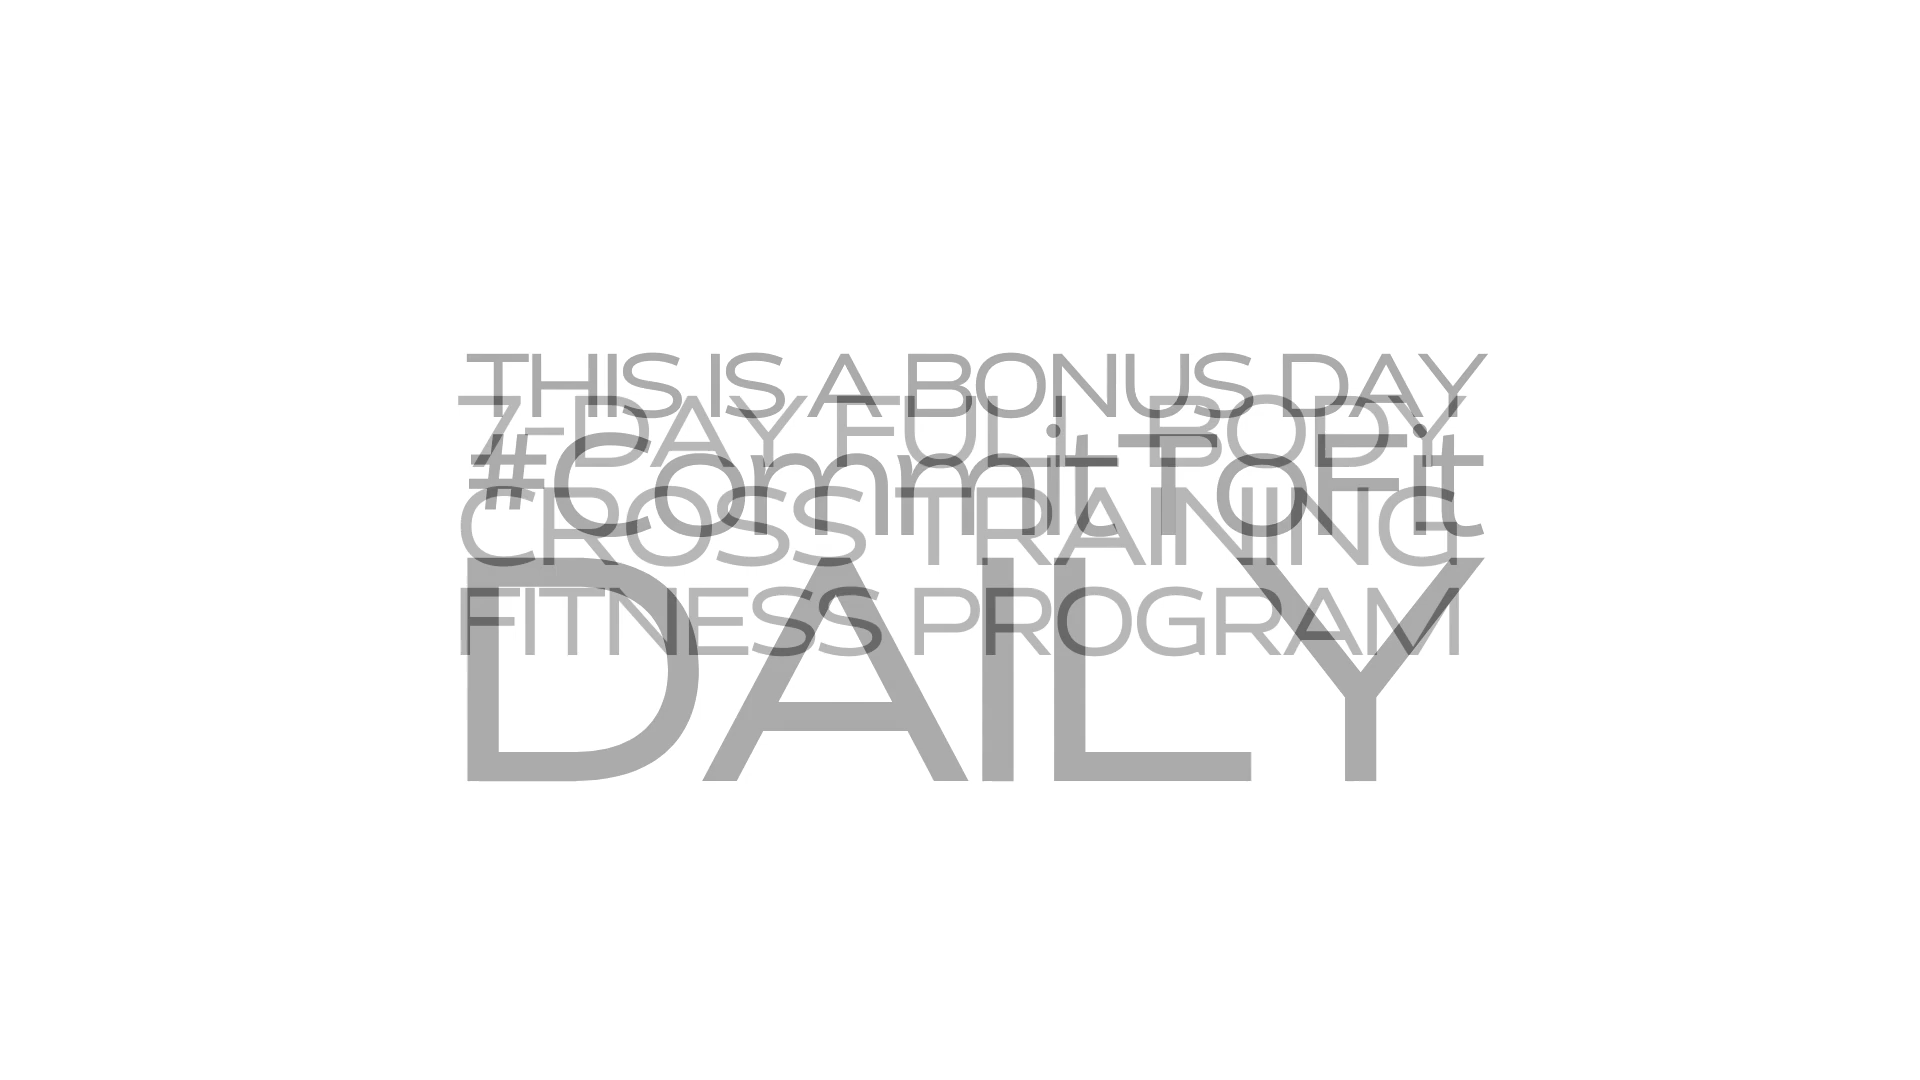 THIS IS A BONUS DAY
#CommitToFit
DAILY
7-DAY FULL BODY
CROSS TRAINING
FITNESS PROGRAM